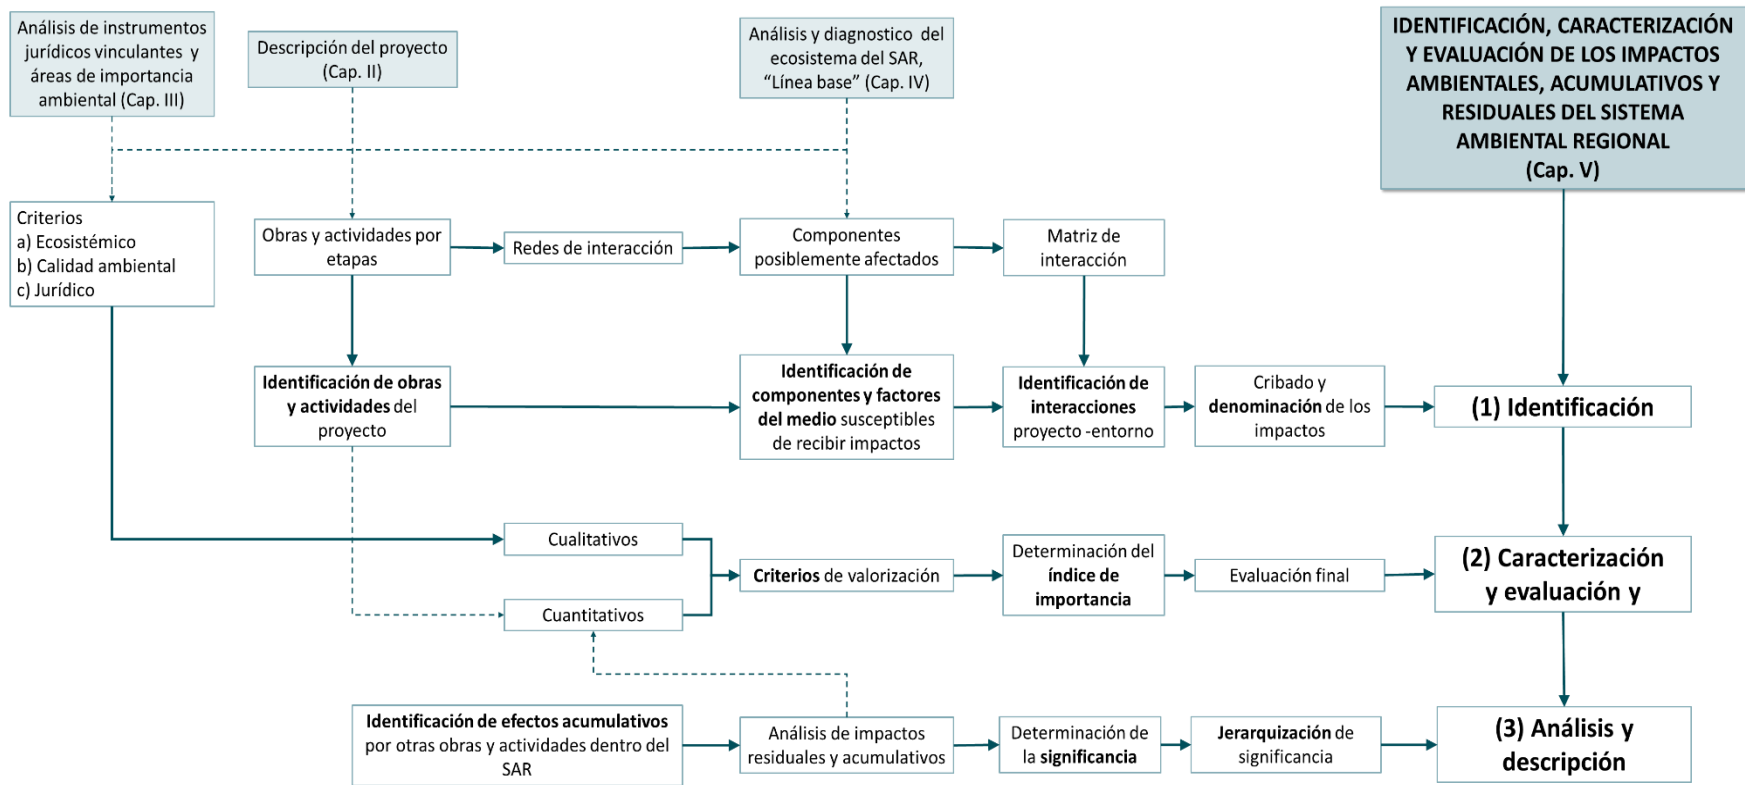 Análisis de instrumentos
jurídicos vinculantes y
áreas de importancia
ambiental (Cap. III)
Descripción del proyecto
(Cap. II)
Análisis y diagnostico del
ecosistema del SAR,
“Línea base” (Cap. IV)
IDENTIFICACIÓN, CARACTERIZACIÓN
Y EVALUACIÓN DE LOS IMPACTOS
AMBIENTALES, ACUMULATIVOS Y
RESIDUALES DEL SISTEMA
AMBIENTAL REGIONAL
(Cap. V)
Criterios
a) Ecosistémico
b) Calidad ambiental
c) Jurídico
Obras y actividades por
etapas
Redes de interacción
Componentes
posiblemente afectados
Matriz de
interacción
Identificación de obras
y actividades del
proyecto
Identificación de
componentes y factores
del medio susceptibles
de recibir impactos
Identificación de
interacciones
proyecto -entorno
Cribado y
denominación de los
impactos
(1) Identificación
Cualitativos
Cuantitativos
Criterios de valorización
Determinación del
índice de
importancia
Evaluación final
(2) Caracterización
y evaluación y
Identificación de efectos acumulativos
por otras obras y actividades dentro del
SAR
Análisis de impactos
residuales y acumulativos
Determinación de
la significancia
Jerarquización de
significancia
(3) Análisis y
descripción